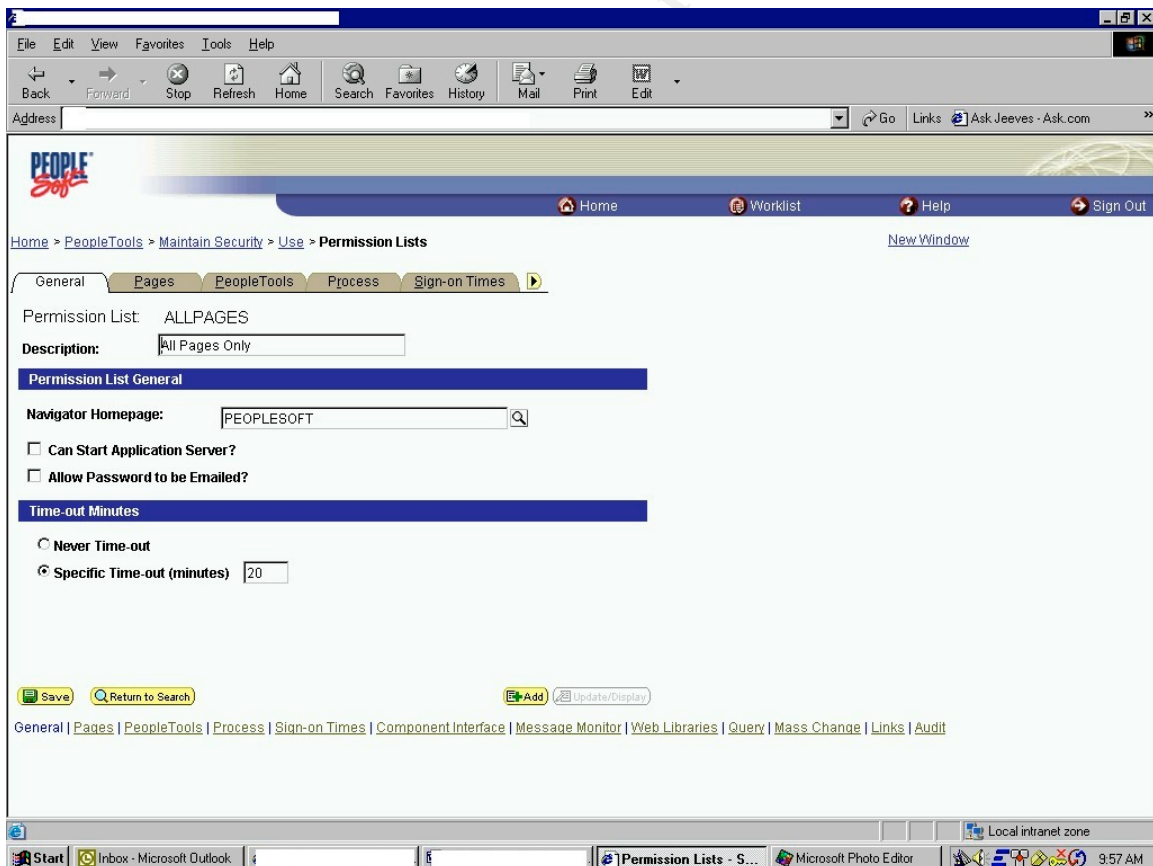 File Edit View Favorites Tools Help
Back Forward Stop Refresh Home Search Favorites History Mail Print Edit
Address Go Links Ask Jeeves - Ask.com »
PEOPLE Soft
Home Worklist Help Sign Out
Home > PeopleTools > Maintain Security > Use > Permission Lists New Window
General Pages PeopleTools Process Sign-on Times
Permission List: ALLPAGES
Description: All Pages Only
Permission List General
Navigator Homepage: PEOPLESOFT
Can Start Application Server?
Allow Password to be Emailed?
Time-out Minutes
Never Time-out
Specific Time-out (minutes) 20
Save Return to Search Add Update/Display
General | Pages | PeopleTools | Process | Sign-on Times | Component Interface | Message Monitor | Web Libraries | Query | Mass Change | Links | Audit
Local intranet zone
Start Inbox - Microsoft Outlook Permission Lists - S... Microsoft Photo Editor 9:57 AM